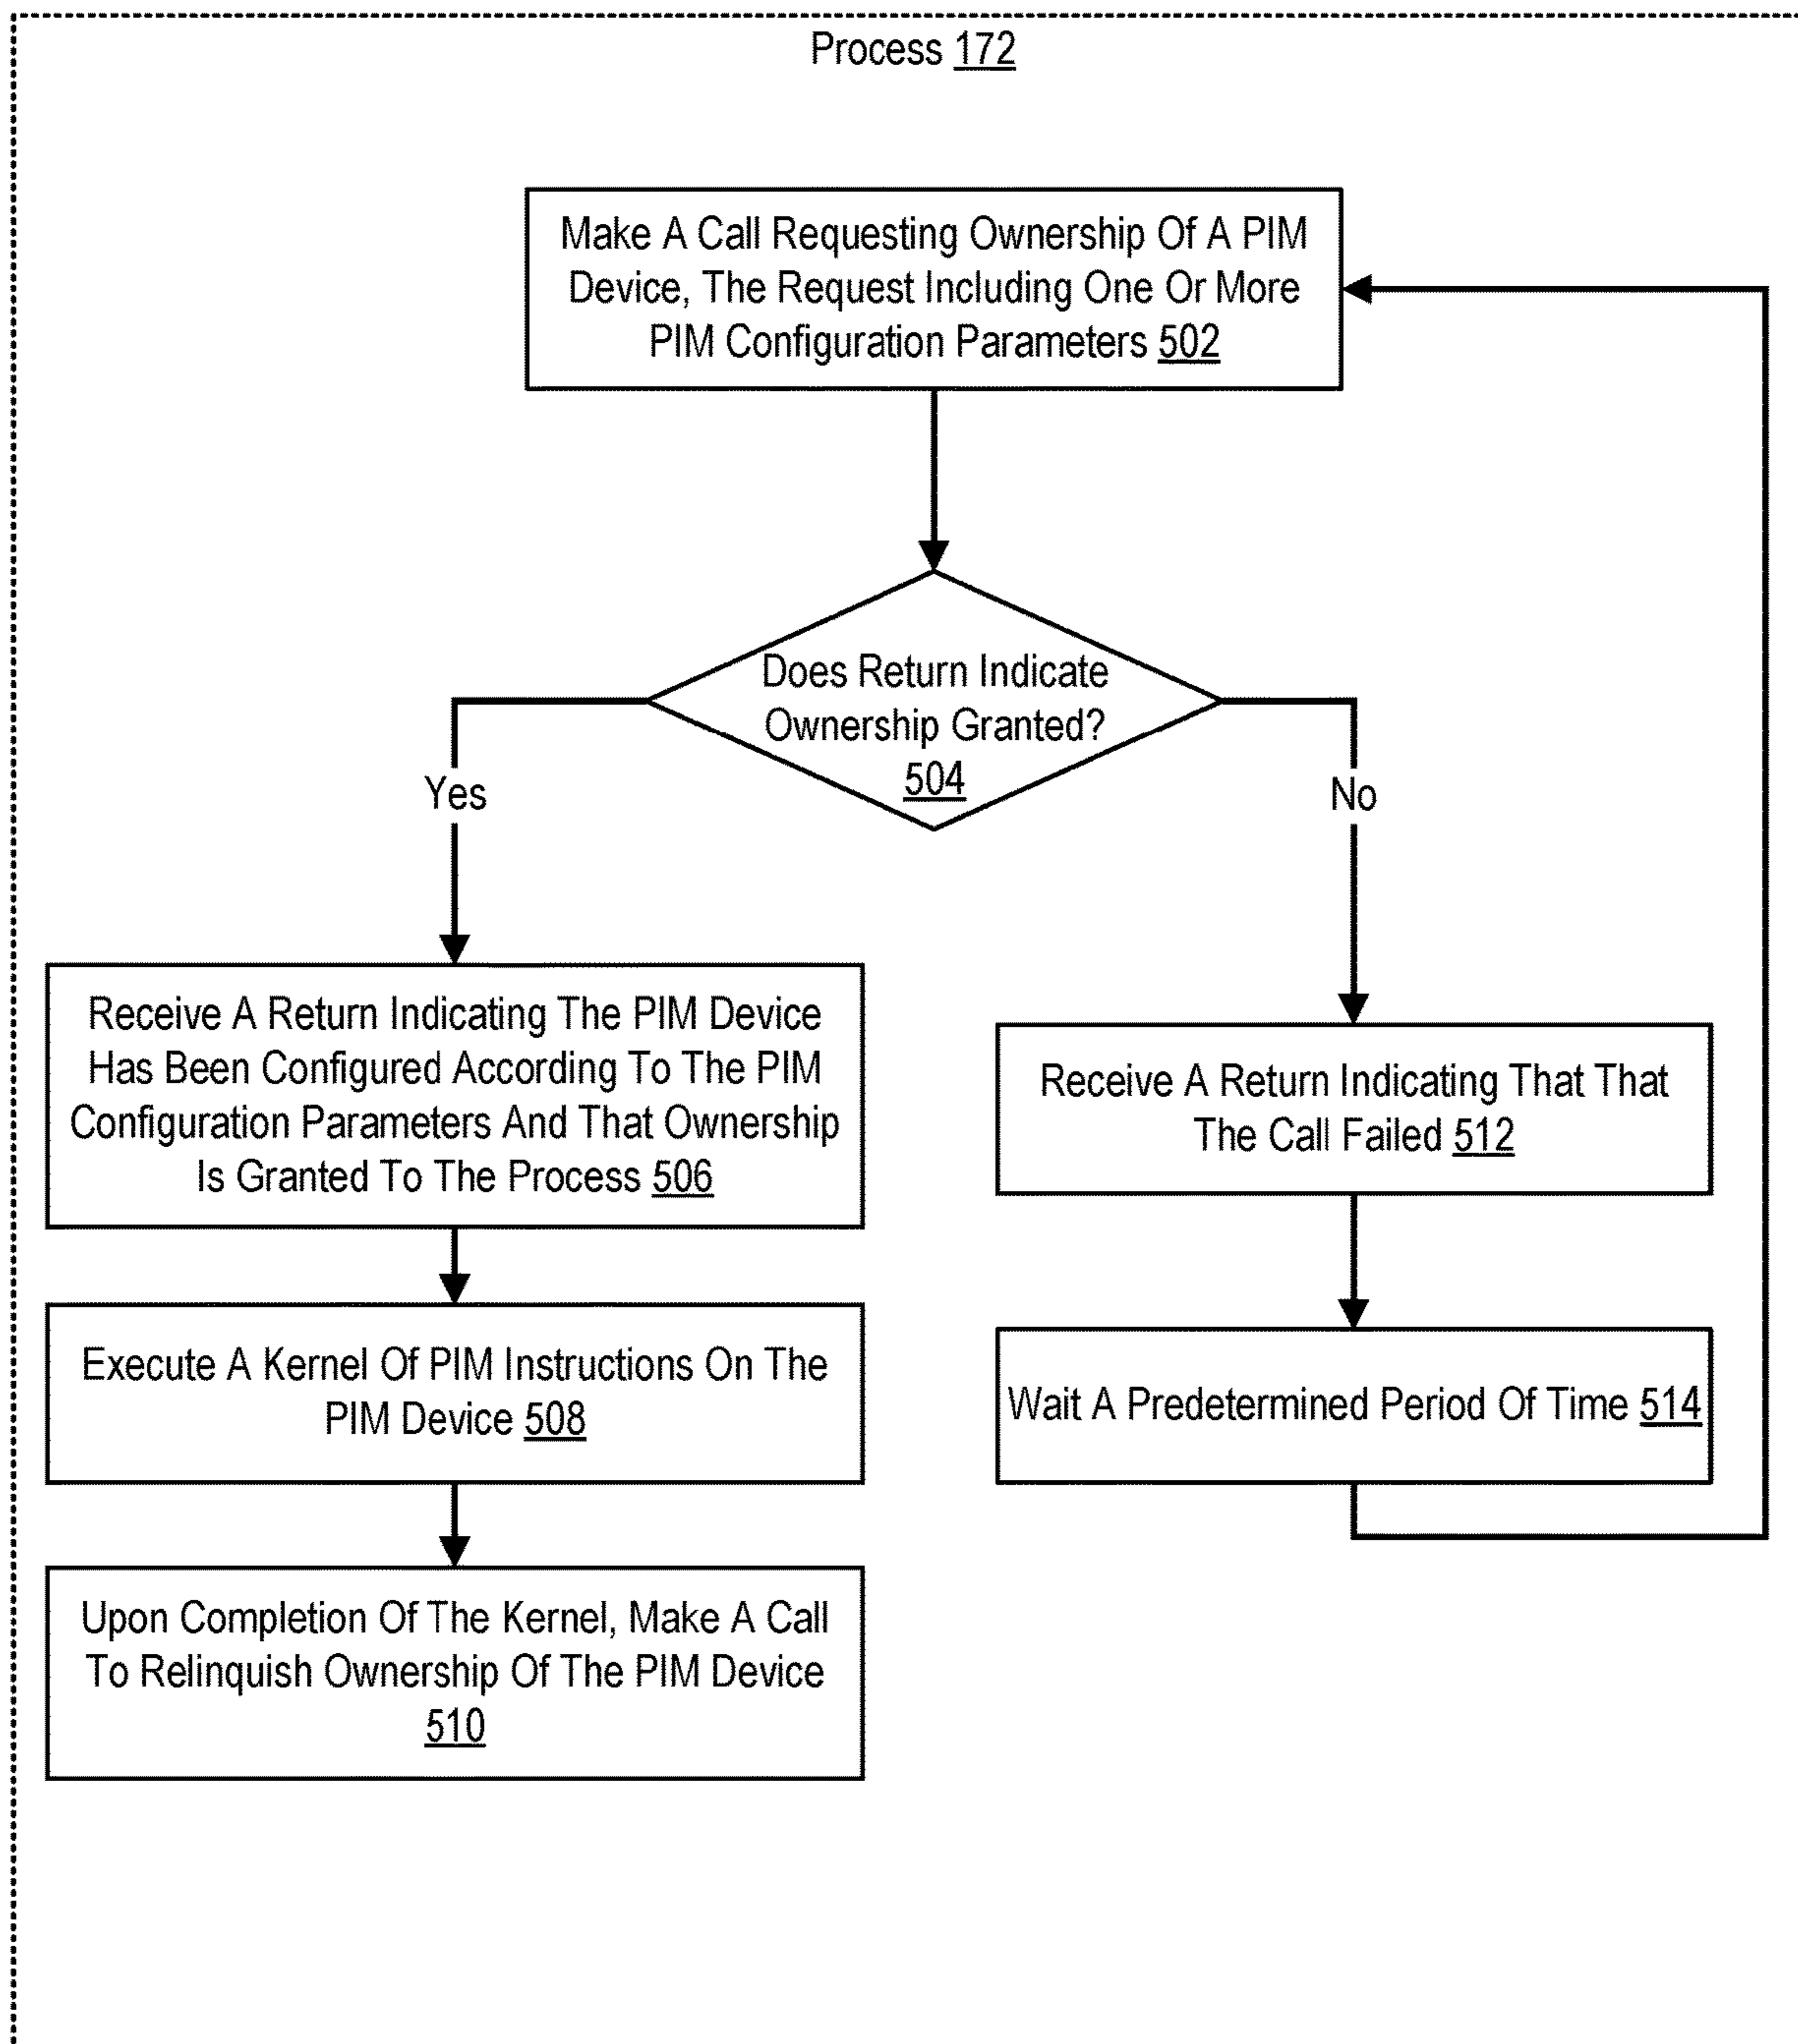 Process 172
Make A Call Requesting Ownership Of A PIM
Device, The Request Including One Or More
PIM Configuration Parameters 502
Does Return Indicate
Ownership Granted?
504
Yes
No
Receive A Return Indicating The PIM Device
Has Been Configured According To The PIM
Configuration Parameters And That Ownership
Is Granted To The Process 506
Execute A Kernel Of PIM Instructions On The
PIM Device 508
Upon Completion Of The Kernel, Make A Call
To Relinquish Ownership Of The PIM Device
510
Receive A Return Indicating That That
The Call Failed 512
Wait A Predetermined Period Of Time 514